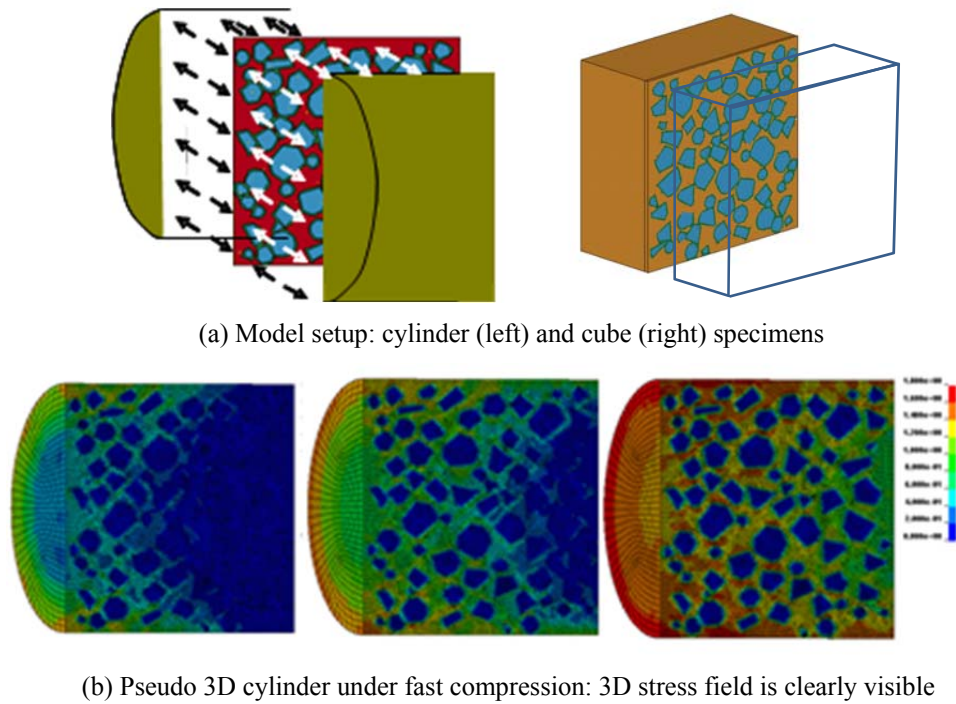 (a) Model setup: cylinder (left) and cube (right) specimens
(b) Pseudo 3D cylinder under fast compression: 3D stress field is clearly visible